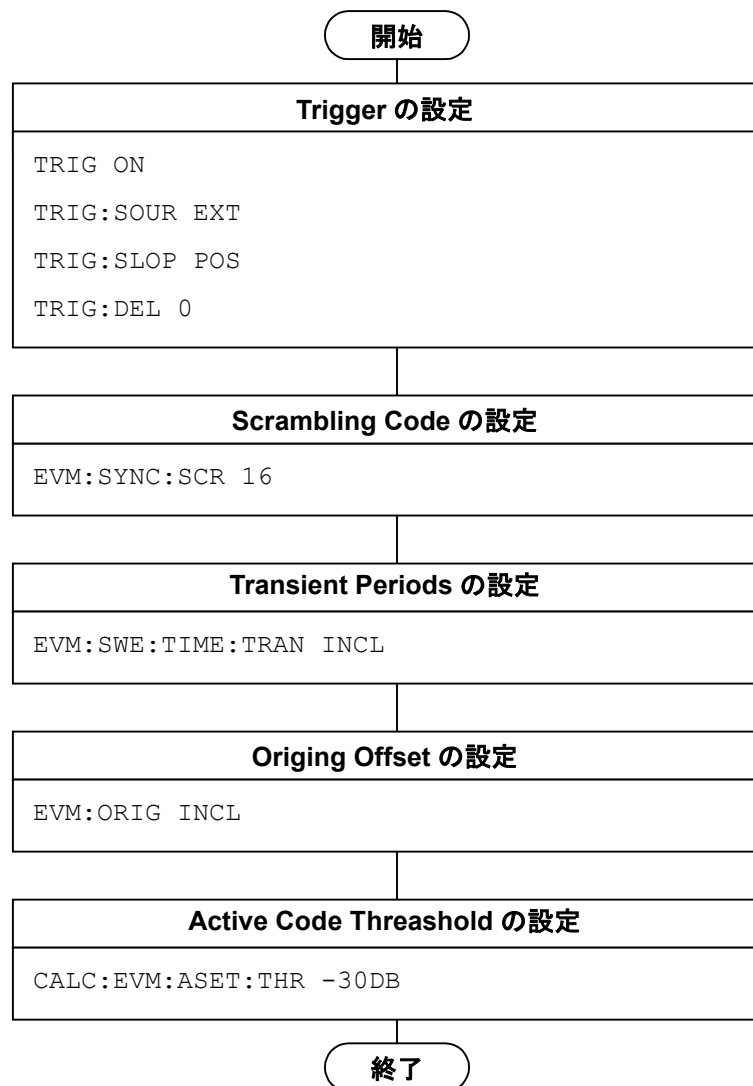 開始
Trigger の設定
TRIG ON
TRIG:SOUR EXT
TRIG:SLOP POS
TRIG:DEL 0
Scrambling Code の設定
EVM:SYNC:SCR 16
Transient Periods の設定
EVM:SWE:TIME:TRAN INCL
Origing Offset の設定
EVM:ORIG INCL
Active Code Threashold の設定
CALC:EVM:ASET:THR -30DB
終了